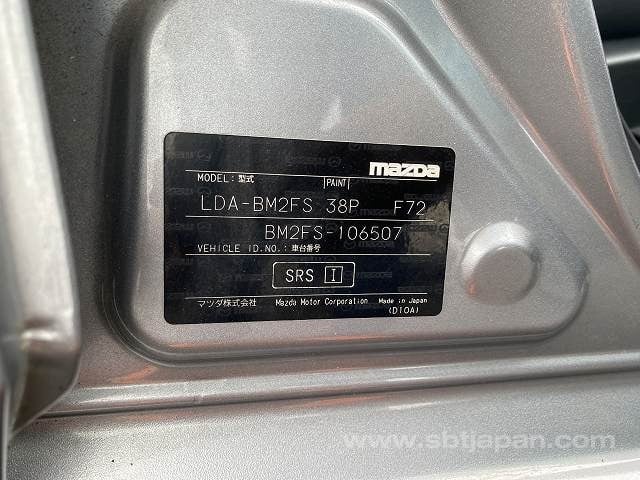 mazda
MODEL: 型式 PAINT
LDA-BM2FS 38P F72
BM2FS-106507
VEHICLE ID.NO.: 車台番号
SRS I
マツダ株式会社 Mazda Motor Corporation Made in Japan
(D10A)
www.sbtjapan.com